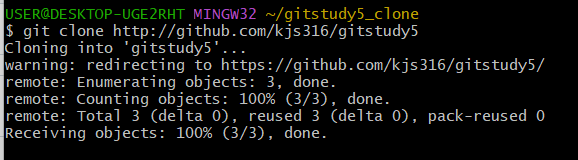 USER@DESKTOP-UGE2RHT MINGW32 ~/gitstudy5_clone
$ git clone http://github.com/kjs316/gitstudy5
Cloning into 'gitstudy5'...
warning: redirecting to https://github.com/kjs316/gitstudy5/
remote: Enumerating objects: 3, done.
remote: Counting objects: 100% (3/3), done.
remote: Total 3 (delta 0), reused 3 (delta 0), pack-reused 0
Receiving objects: 100% (3/3), done.